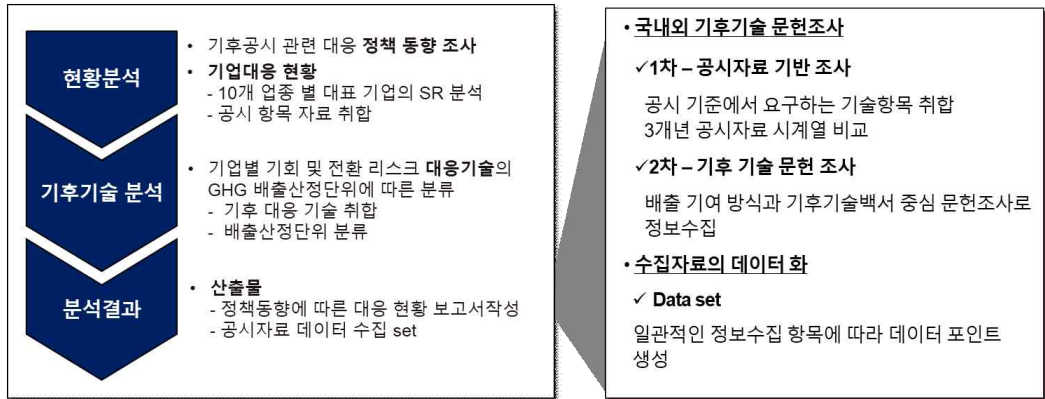 현황분석
• 기후공시 관련 대응 정책 동향 조사
• 기업대응 현황
- 10개 업종 별 대표 기업의 SR 분석
- 공시 항목 자료 취합
기후기술 분석
• 기업별 기회 및 전환 리스크 대응기술의
GHG 배출산정단위에 따른 분류
- 기후 대응 기술 취합
- 배출산정단위 분류
분석결과
• 산출물
- 정책동향에 따른 대응 현황 보고서작성
- 공시자료 데이터 수집 set
• 국내외 기후기술 문헌조사
✓1차 – 공시자료 기반 조사
공시 기준에서 요구하는 기술항목 취합
3개년 공시자료 시계열 비교
✓2차 – 기후 기술 문헌 조사
배출 기여 방식과 기후기술백서 중심 문헌조사로
정보수집
• 수집자료의 데이터 화
✓ Data set
일관적인 정보수집 항목에 따라 데이터 포인트
생성